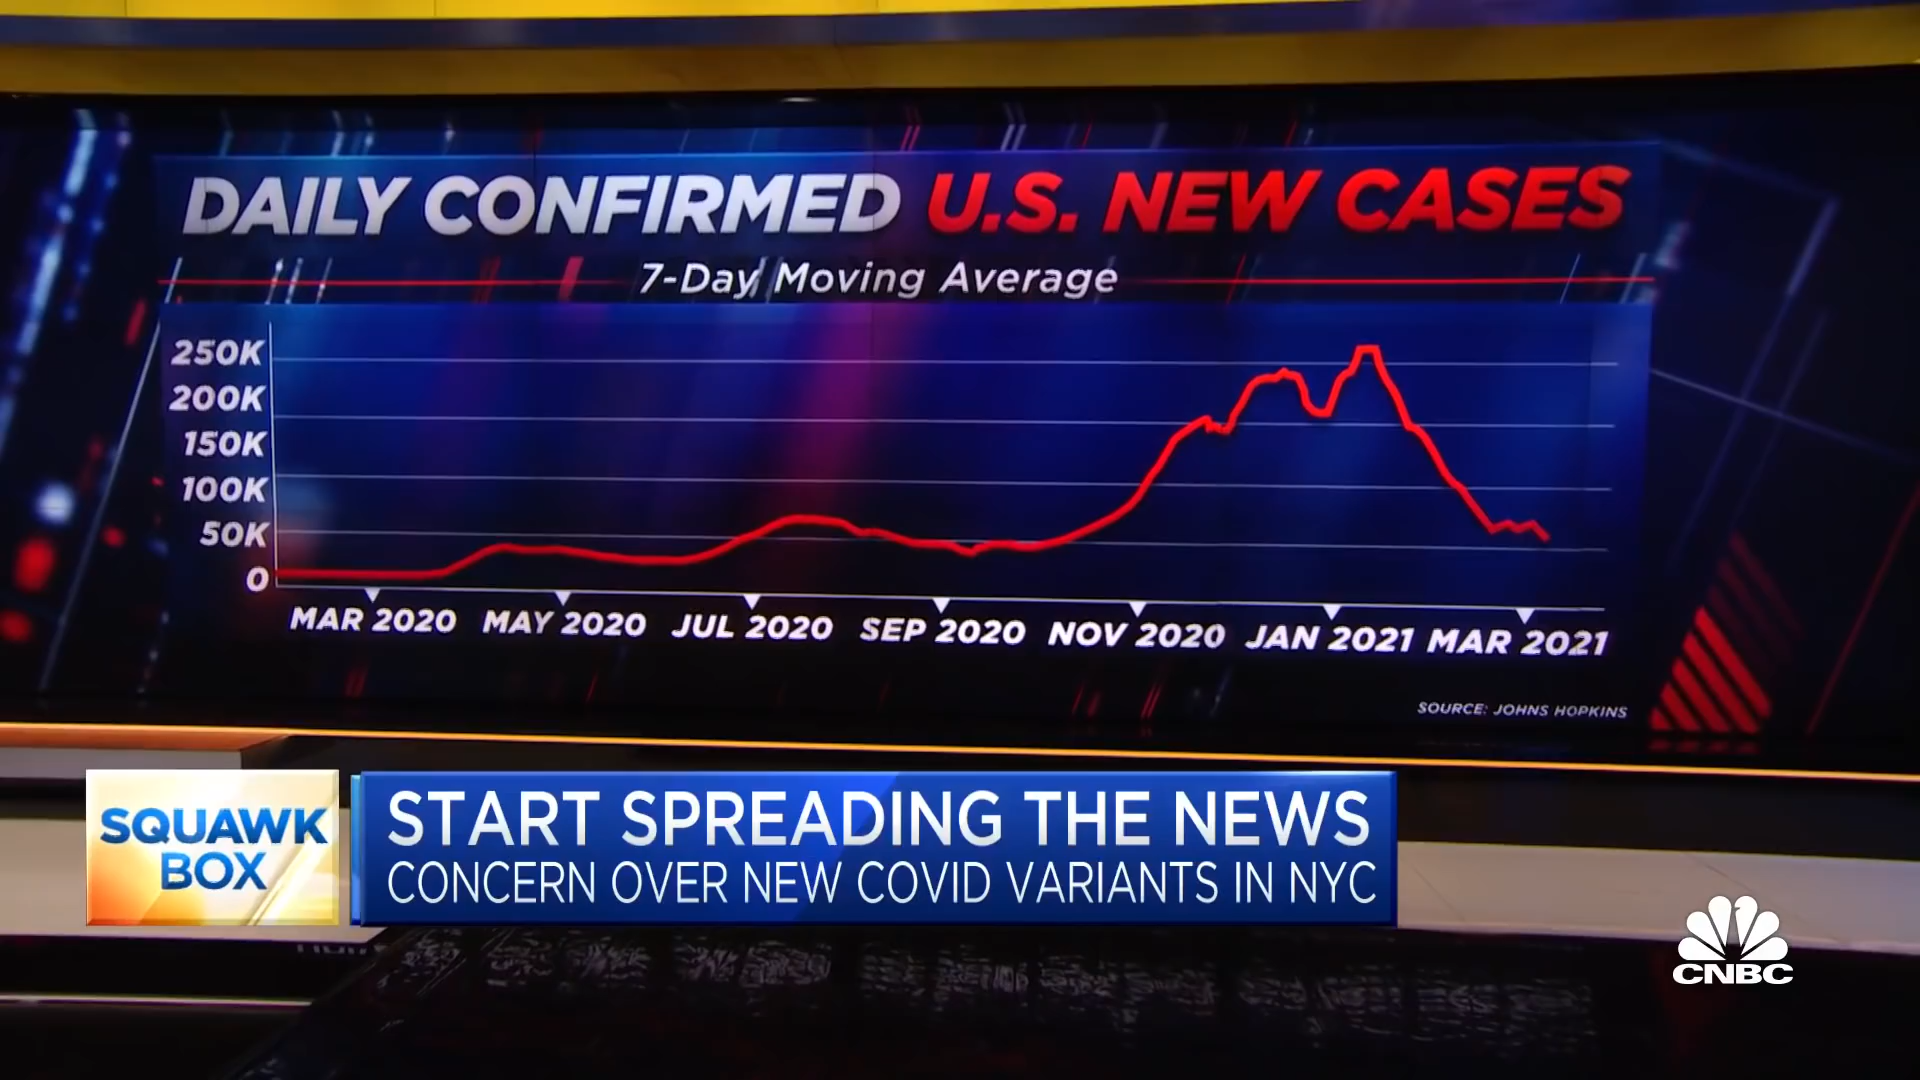 DAILY CONFIRMED U.S. NEW CASES
7-Day Moving Average
250K
200K
150K
100K
50K
0
MAR 2020 MAY 2020 JUL 2020 SEP 2020 NOV 2020 JAN 2021 MAR 2021
SOURCE: JOHNS HOPKINS
SQUAWK
BOX
START SPREADING THE NEWS
CONCERN OVER NEW COVID VARIANTS IN NYC
CNBC